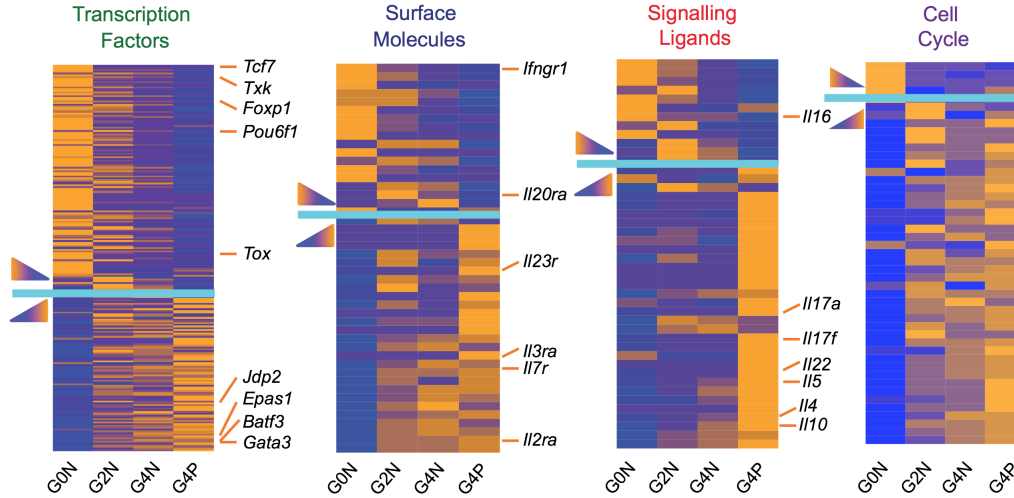 Transcription
Factors
Tcf7
Txk
Foxp1
Pou6f1
Tox
Jdp2
Epas1
Batf3
Gata3
G0N
G2N
G4N
G4P
Surface
Molecules
Ifngr1
Il20ra
Il23r
Il3ra
Il7r
Il2ra
G0N
G2N
G4N
G4P
Signalling
Ligands
Il16
Il17a
Il17f
Il22
Il5
Il4
Il10
G0N
G2N
G4N
G4P
Cell
Cycle
G0N
G2N
G4N
G4P